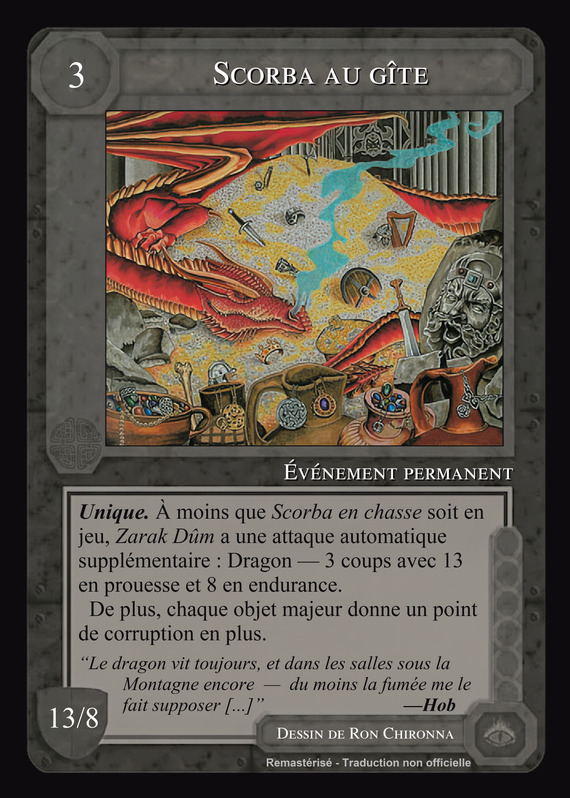 3
Scorba au gîte
Événement permanent
Unique. À moins que Scorba en chasse soit en
jeu, Zarak Dûm a une attaque automatique
supplémentaire : Dragon — 3 coups avec 13
en prouesse et 8 en endurance.
De plus, chaque objet majeur donne un point
de corruption en plus.
“Le dragon vit toujours, et dans les salles sous la
Montagne encore — du moins la fumée me le
fait supposer [...]” —Hob
13/8
Dessin de Ron Chironna
Remastérisé - Traduction non officielle